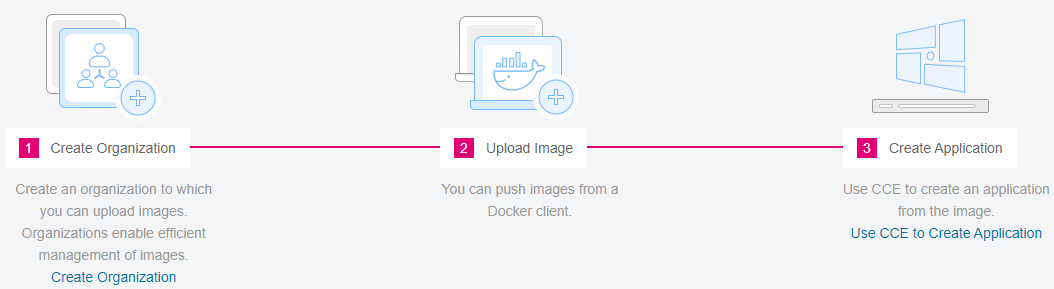 1 Create Organization
Create an organization to which
you can upload images.
Organizations enable efficient
management of images.
Create Organization
2 Upload Image
You can push images from a
Docker client.
3 Create Application
Use CCE to create an application
from the image.
Use CCE to Create Application